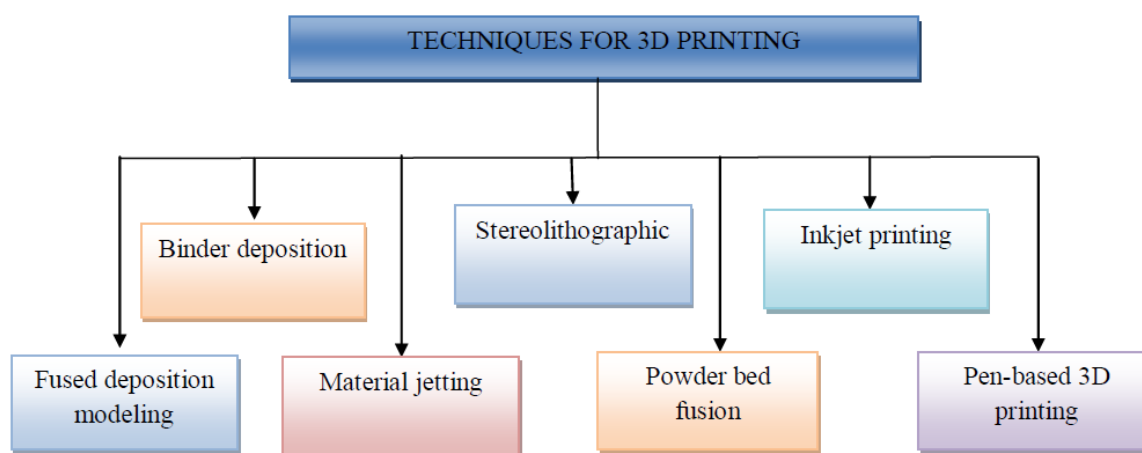 TECHNIQUES FOR 3D PRINTING
Binder deposition
Stereolithographic
Inkjet printing
Fused deposition
modeling
Material jetting
Powder bed
fusion
Pen-based 3D
printing